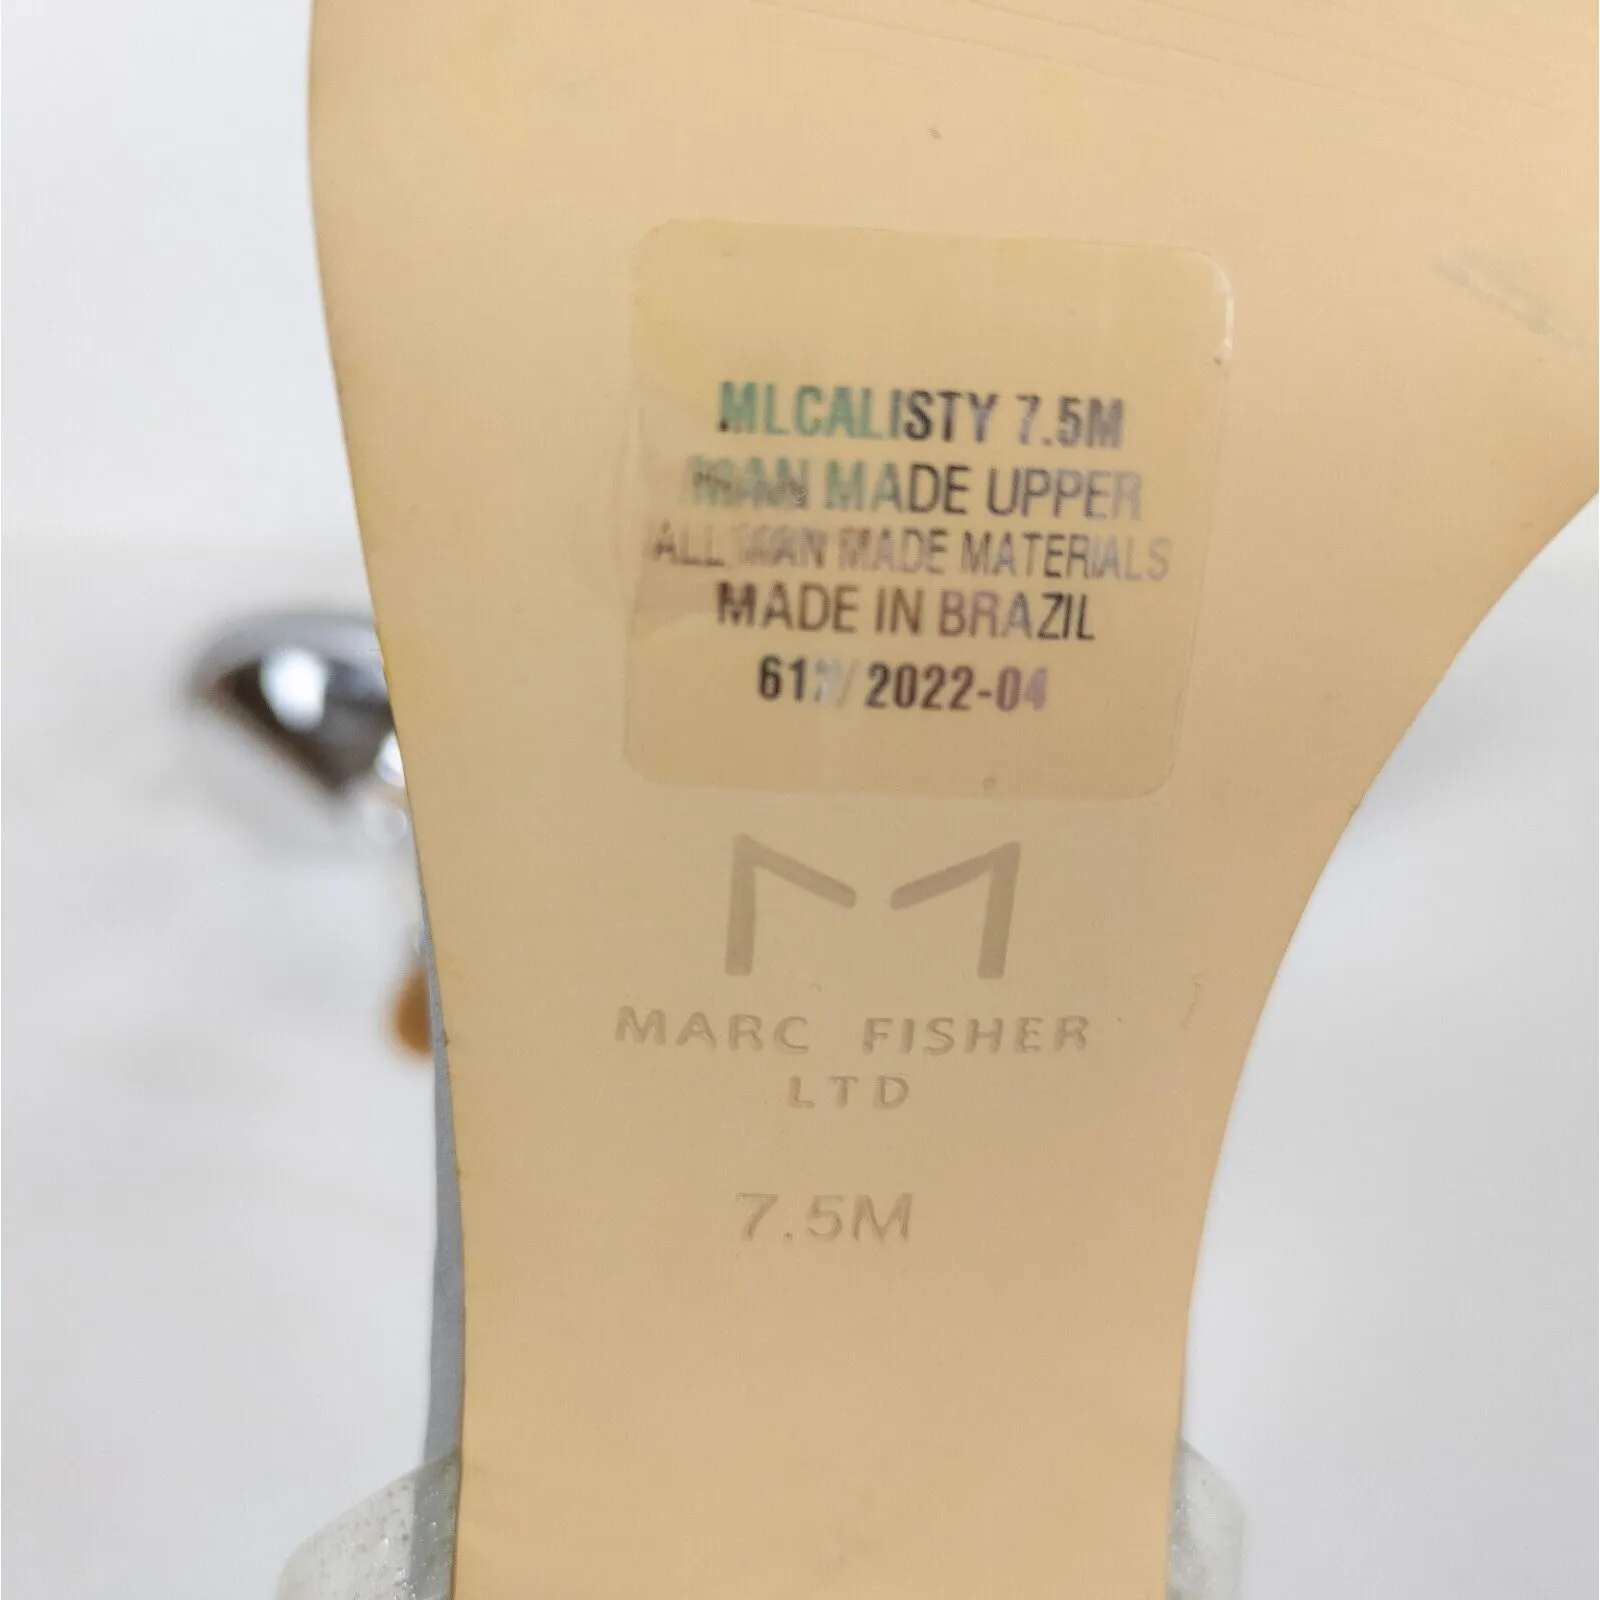 MLCALISTY 7.5M
MAN MADE UPPER
ALL MAN MADE MATERIALS
MADE IN BRAZIL
2022-04
MARC FISHER
LTD
7.5M